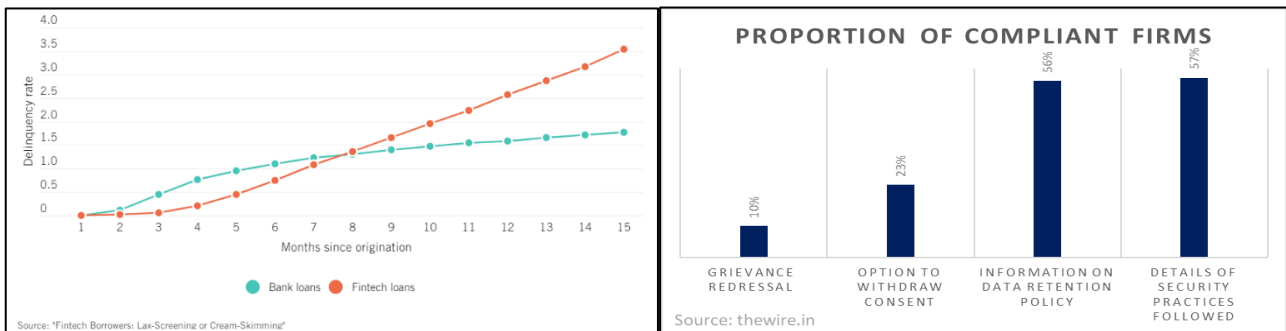 4.0
3.5
3.0
2.5
2.0
1.5
1.0
0.5
0
Delinquency rate
1 2 3 4 5 6 7 8 9 10 11 12 13 14 15
Months since origination
Bank loans Fintech loans
Source: "Fintech Borrowers: Lax-Screening or Cream-Skimming"
PROPORTION OF COMPLIANT FIRMS
10%
23%
56%
57%
GRIEVANCE
REDRESSAL
OPTION TO
WITHDRAW
CONSENT
INFORMATION ON
DATA RETENTION
POLICY
DETAILS OF
SECURITY
PRACTICES
FOLLOWED
Source: thewire.in